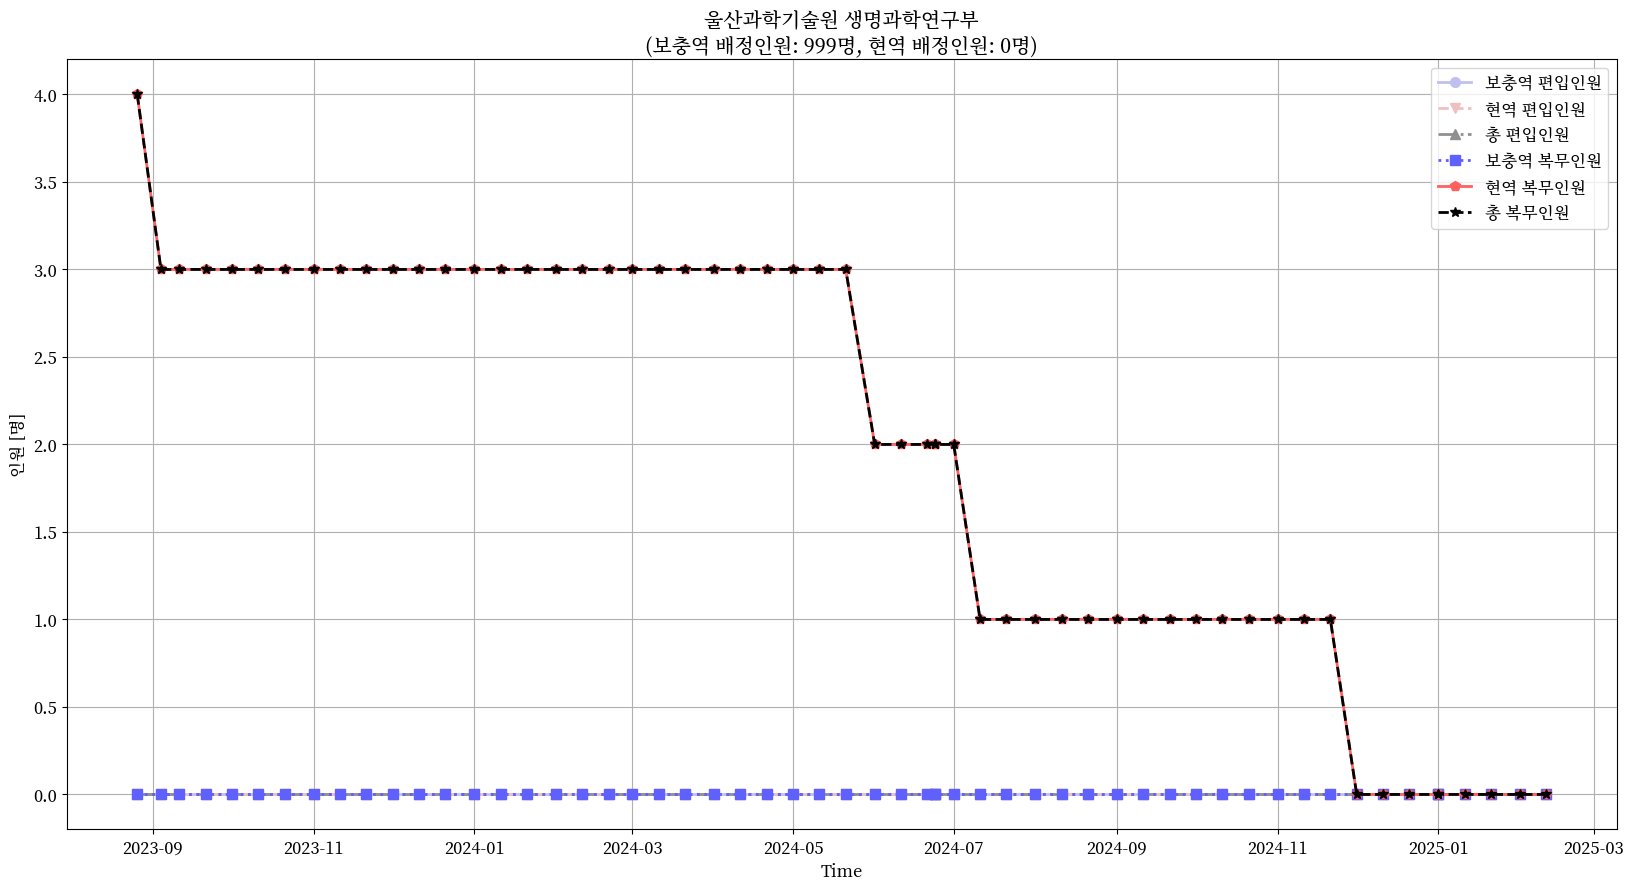 울산과학기술원 생명과학연구부
(보충역 배정인원: 999명, 현역 배정인원: 0명)
보충역 편입인원
현역 편입인원
총 편입인원
보충역 복무인원
현역 복무인원
총 복무인원
4.0
3.5
3.0
2.5
2.0
1.5
1.0
0.5
0.0
인원 [명]
2023-09
2023-11
2024-01
2024-03
2024-05
2024-07
2024-09
2024-11
2025-01
2025-03
Time